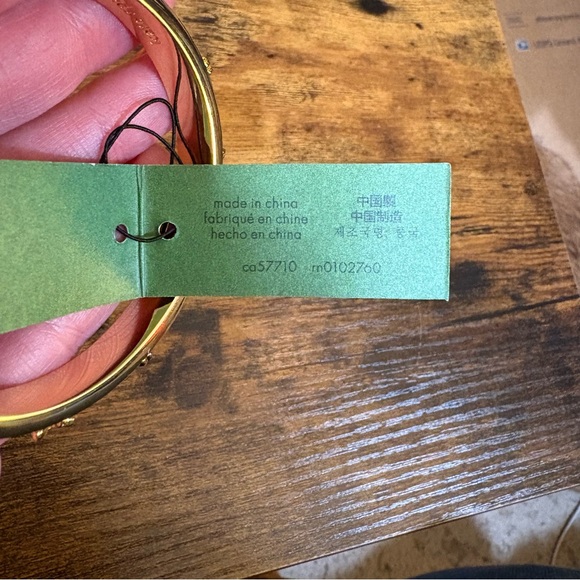 made in china
fabriqué en chine
hecho en china
中国製
中国制造
제조국명: 중국
ca57710 rn0102760